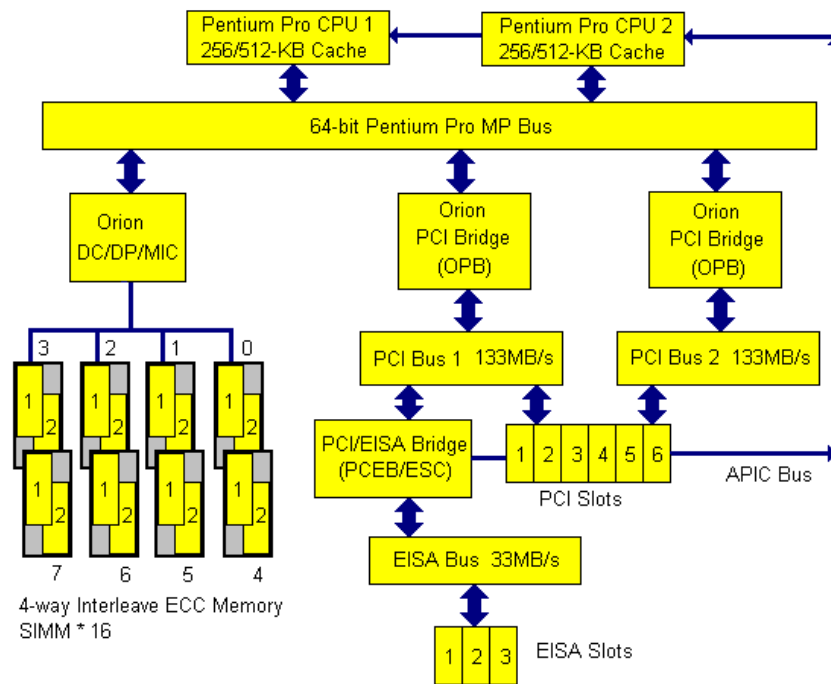 Pentium Pro CPU 1
256/512-KB Cache
Pentium Pro CPU 2
256/512-KB Cache
64-bit Pentium Pro MP Bus
Orion
DC/DP/MIC
Orion
PCI Bridge
(OPB)
Orion
PCI Bridge
(OPB)
3 2 1 0
1 2 1 2 1 2 1 2
1 2 1 2 1 2 1 2
7 6 5 4
4-way Interleave ECC Memory
SIMM * 16
PCI Bus 1 133MB/s
PCI Bus 2 133MB/s
PCI/EISA Bridge
(PCEB/ESC)
1 2 3 4 5 6
PCI Slots
APIC Bus
EISA Bus 33MB/s
1 2 3
EISA Slots